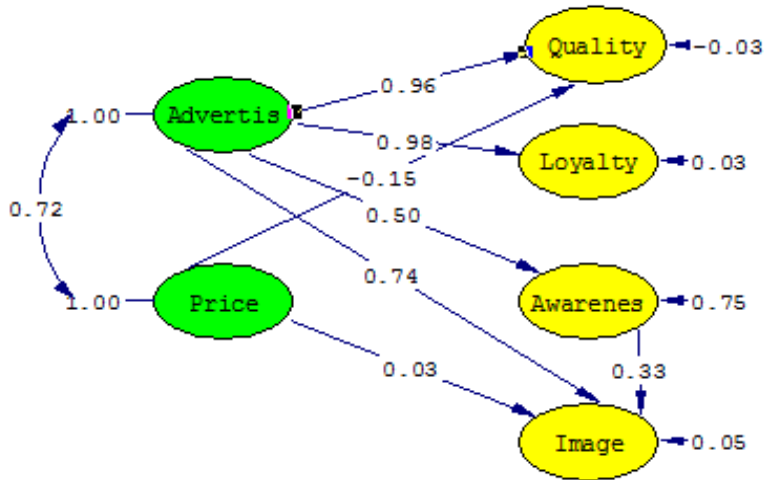 Quality
-0.03
0.96
1.00
Advertis
0.98
Loyalty
0.03
-0.15
0.72
0.50
0.74
1.00
Price
Awarenes
0.75
0.03
0.33
Image
0.05